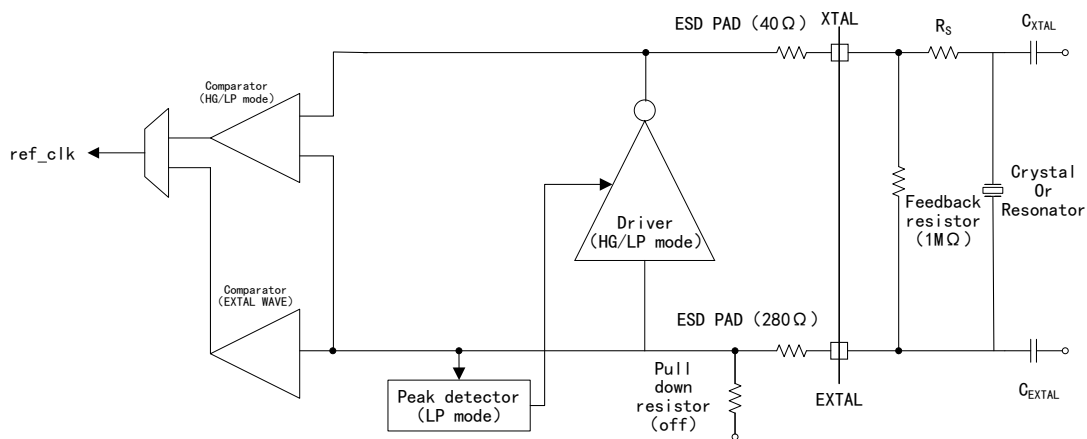 ESD PAD（40Ω）
XTAL
R_S
C_XTAL
Comparator
(HG/LP mode)
ref_clk
Driver
(HG/LP mode)
Feedback
resistor
(1MΩ)
Crystal
Or
Resonator
Comparator
(EXTAL WAVE)
ESD PAD（280Ω）
Peak detector
(LP mode)
Pull
down
resistor
(off)
EXTAL
C_EXTAL